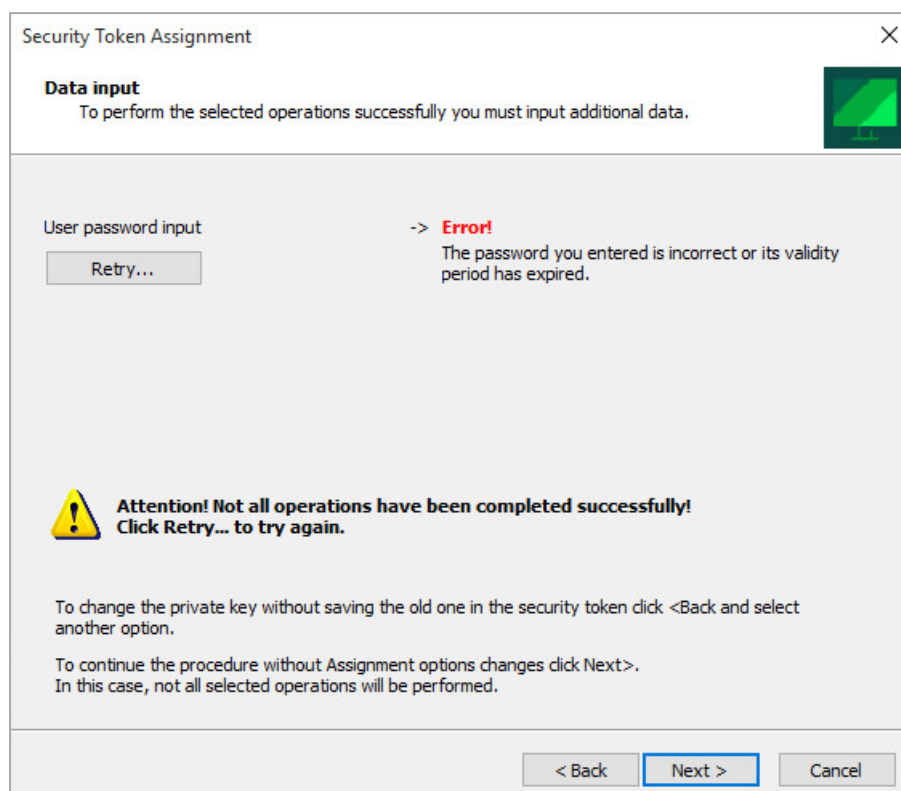 Security Token Assignment
Data input
To perform the selected operations successfully you must input additional data.
User password input
-> Error!
The password you entered is incorrect or its validity
period has expired.
Retry...
Attention! Not all operations have been completed successfully!
Click Retry... to try again.
To change the private key without saving the old one in the security token click <Back and select
another option.
To continue the procedure without Assignment options changes click Next>.
In this case, not all selected operations will be performed.
< Back
Next >
Cancel